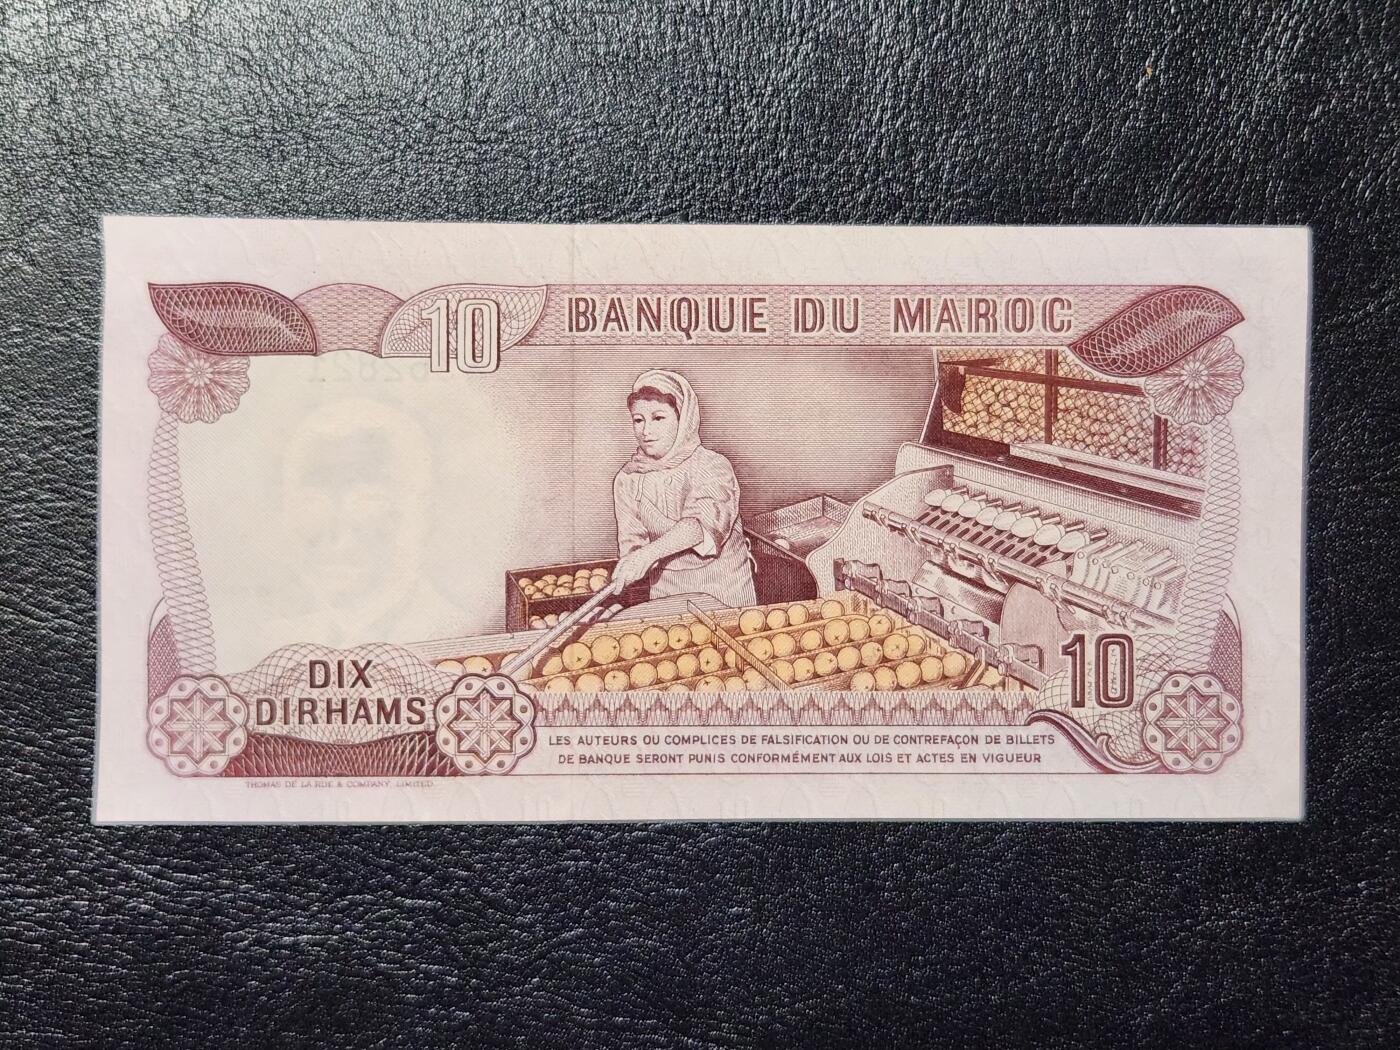 10 BANQUE DU MAROC
DIX
DIRHAMS
10
LES AUTEURS OU COMPLICES DE FALSIFICATION OU DE CONTREFAÇON DE BILLETS
DE BANQUE SERONT PUNIS CONFORMÉMENT AUX LOIS ET ACTES EN VIGUEUR
THOMAS DE LA RUE & COMPANY, LIMITED.